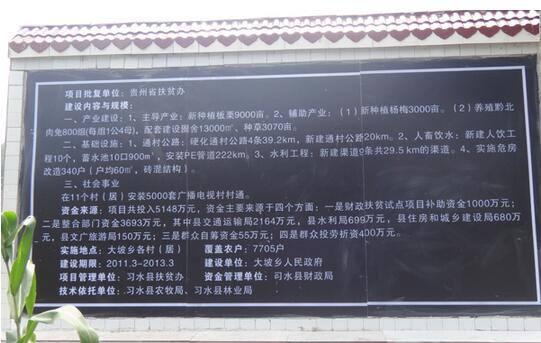 项目批复单位：贵州省扶贫办
建设内容与规模：
一、产业建设：1、主导产业：新种植板栗9000亩。2、辅助产业：（1）新种植杨梅3000亩。（2）养殖黔北
肉兔800组(每组1公4母)，配套建设圈舍13000㎡、种草3070亩。
二、基础设施：1、通村公路：硬化通村公路4条39.2km，新建通村公路20km。2、人畜饮水：新建人饮工
程10个，蓄水池10口900m³，安装PE管道222km。3、水利工程：新建渠道9条共29.5km的渠道。4、实施危房
改造340户（户均60㎡，砖混结构）。
三、社会事业
在11个村（居）安装5000套广播电视村村通。
资金来源：项目共投入5148万元，资金主要来源于四个方面：一是财政扶贫试点项目补助资金1000万元；
二是整合部门资金3693万元，其中县交通运输局2164万元，县水利局699万元，县住房和城乡建设局680万
元，县文广旅游局150万元；三是群众自筹资金55万元；四是群众投劳折资400万元。
实施地点：大坡乡各村（居） 覆盖农户：7705户
建设期限：2011.3-2013.3 建设单位：大坡乡人民政府
项目管理单位：习水县扶贫办 资金管理单位：习水县财政局
技术依托单位：习水县农牧局、习水县林业局